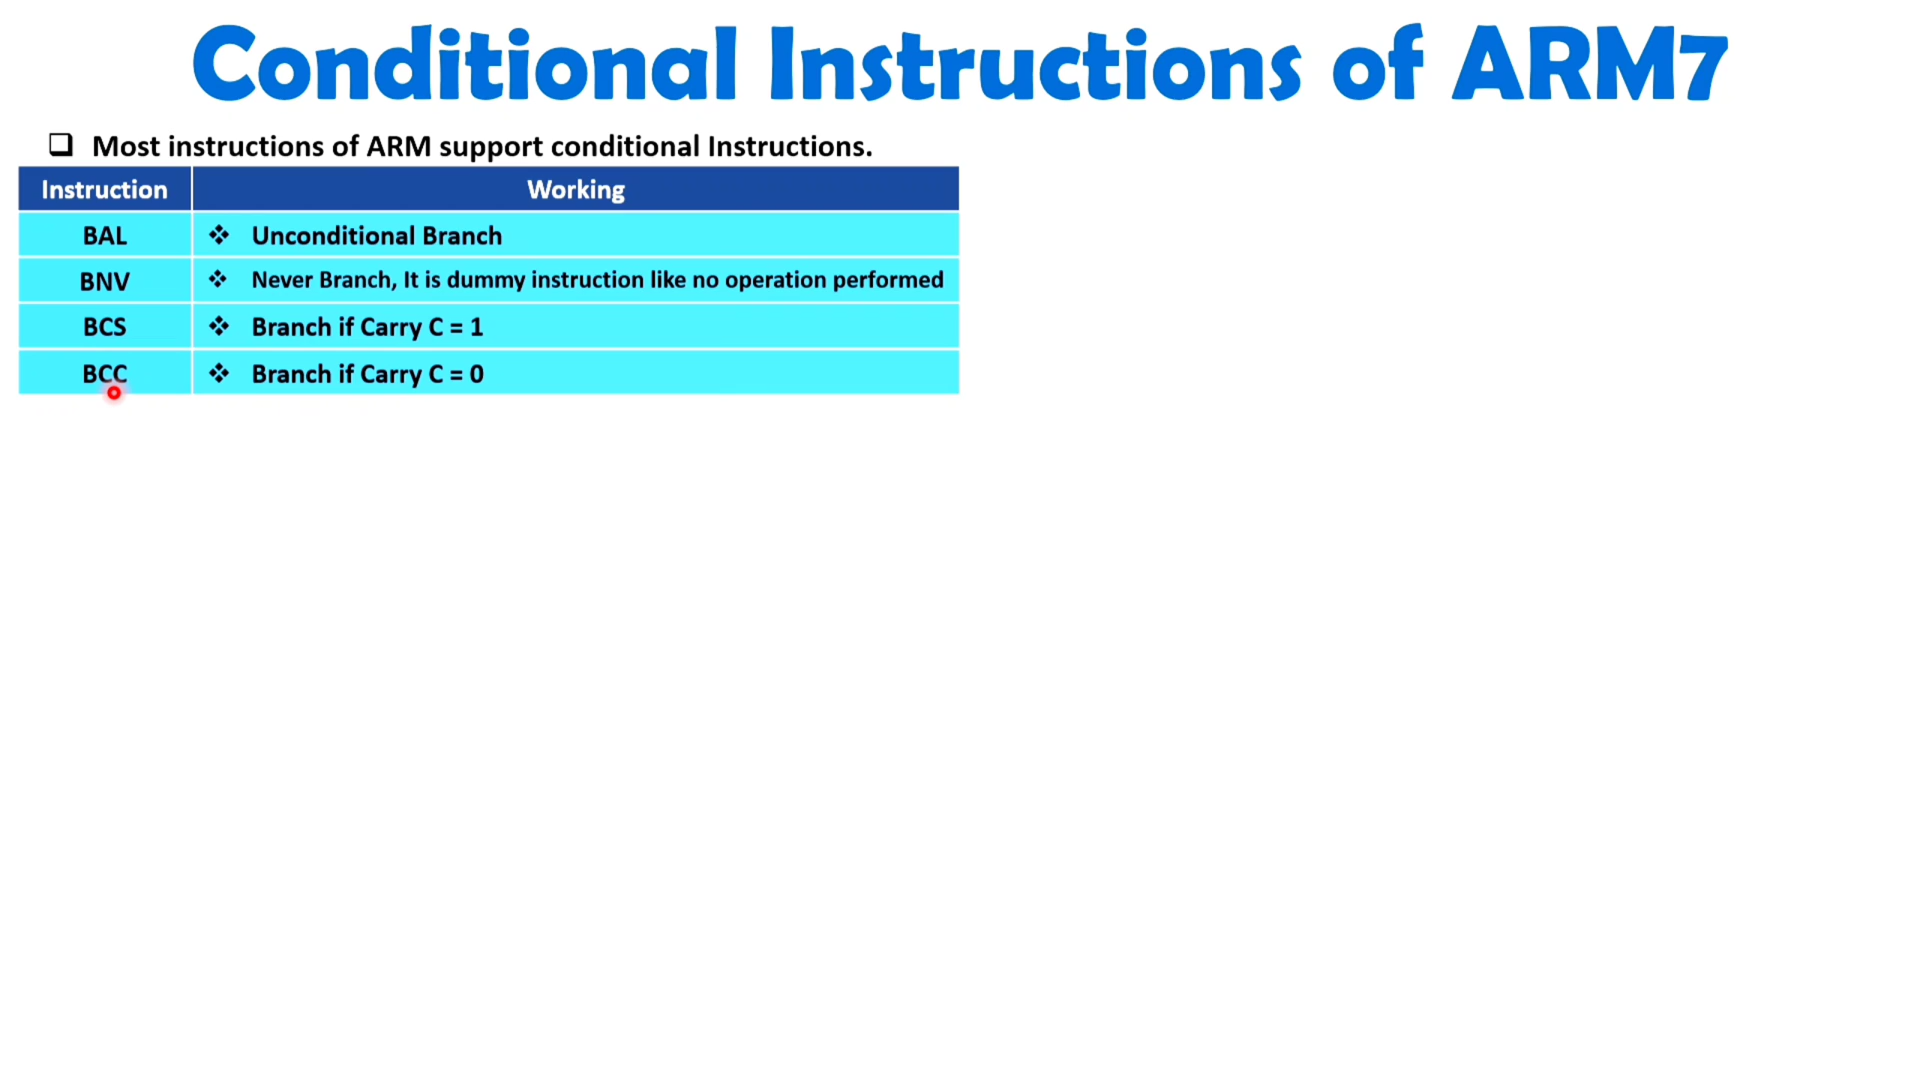 Conditional Instructions of ARM7
Most instructions of ARM support conditional Instructions.
Instruction Working
BAL Unconditional Branch
BNV Never Branch, It is dummy instruction like no operation performed
BCS Branch if Carry C = 1
BCC Branch if Carry C = 0